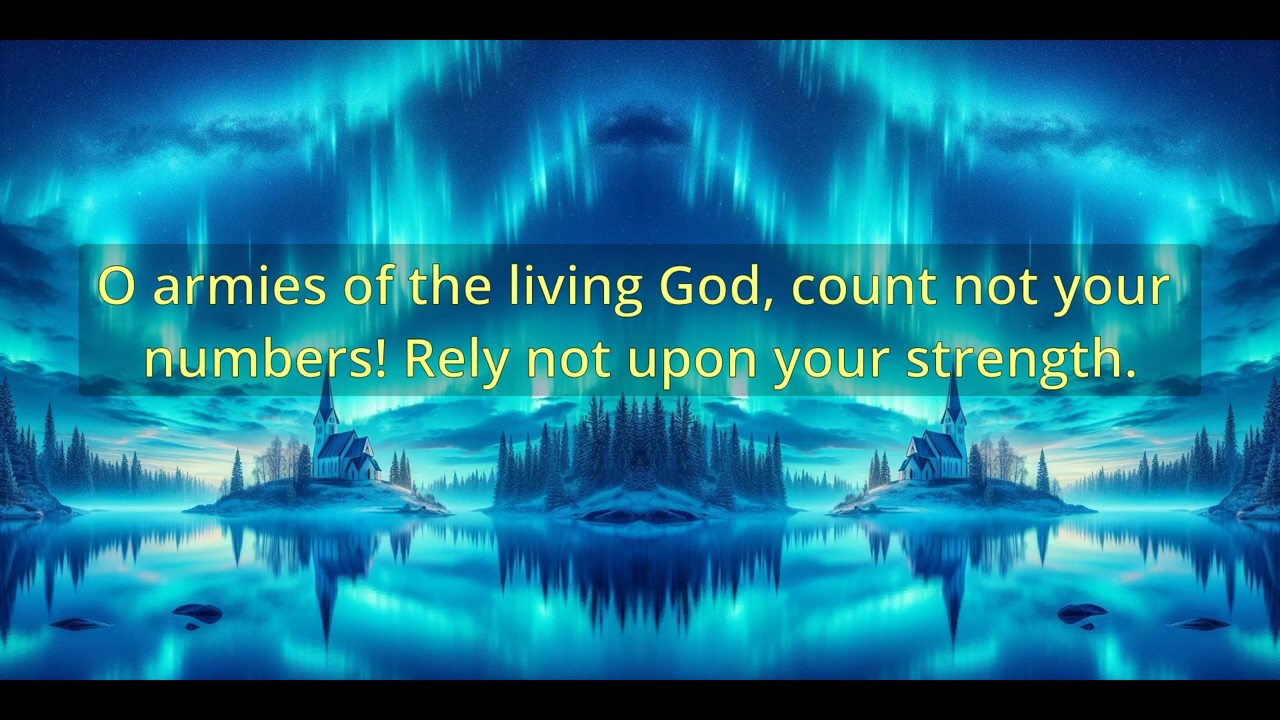 O armies of the living God, count not your
numbers! Rely not upon your strength.